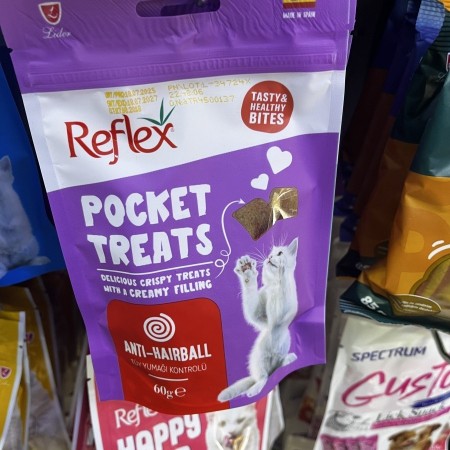 Lider
MADE IN SPAIN
TASTY &
HEALTHY
BITES
Reflex
POCKET
TREATS
DELICIOUS CRISPY TREATS
WITH A CREAMY FILLING
ANTI-HAIRBALL
TÜY YUMAĞI KONTROLÜ
60g e
Reflex
HAPPY
SPECTRUM
85